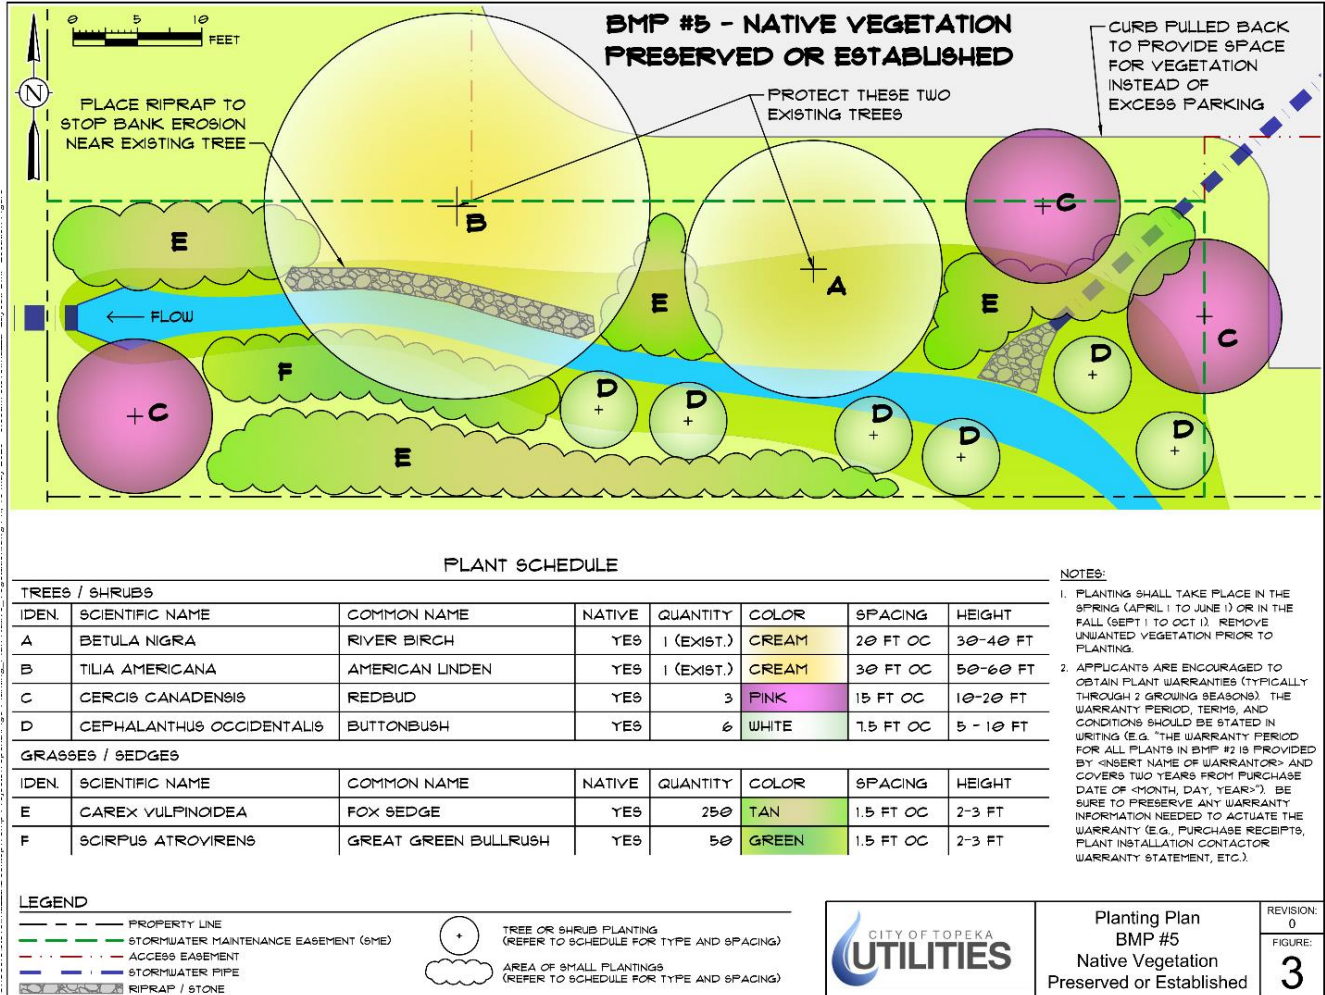 0 5 10
FEET
N
BMP #5 - NATIVE VEGETATION
PRESERVED OR ESTABLISHED
CURB PULLED BACK
TO PROVIDE SPACE
FOR VEGETATION
INSTEAD OF
EXCESS PARKING
PLACE RIPRAP TO
STOP BANK EROSION
NEAR EXISTING TREE
PROTECT THESE TWO
EXISTING TREES
B
A
C
C
C
E
E
E
E
F
D
D
D
D
D
D
FLOW
PLANT SCHEDULE
TREES / SHRUBS
IDEN. SCIENTIFIC NAME COMMON NAME NATIVE QUANTITY COLOR SPACING HEIGHT
A BETULA NIGRA RIVER BIRCH YES 1 (EXIST.) CREAM 20 FT OC 30-40 FT
B TILIA AMERICANA AMERICAN LINDEN YES 1 (EXIST.) CREAM 30 FT OC 50-60 FT
C CERCIS CANADENSIS REDBUD YES 3 PINK 15 FT OC 10-20 FT
D CEPHALANTHUS OCCIDENTALIS BUTTONBUSH YES 6 WHITE 7.5 FT OC 5 - 10 FT
GRASSES / SEDGES
IDEN. SCIENTIFIC NAME COMMON NAME NATIVE QUANTITY COLOR SPACING HEIGHT
E CAREX VULPINOIDEA FOX SEDGE YES 250 TAN 1.5 FT OC 2-3 FT
F SCIRPUS ATROVIRENS GREAT GREEN BULLRUSH YES 50 GREEN 1.5 FT OC 2-3 FT
NOTES:
1. PLANTING SHALL TAKE PLACE IN THE
SPRING (APRIL 1 TO JUNE 1) OR IN THE
FALL (SEPT 1 TO OCT 1). REMOVE
UNWANTED VEGETATION PRIOR TO
PLANTING.
2. APPLICANTS ARE ENCOURAGED TO
OBTAIN PLANT WARRANTIES (TYPICALLY
THROUGH 2 GROWING SEASONS). THE
WARRANTY PERIOD, TERMS, AND
CONDITIONS SHOULD BE STATED IN
WRITING (E.G. "THE WARRANTY PERIOD
FOR ALL PLANTS IN BMP #2 IS PROVIDED
BY <INSERT NAME OF WARRANTOR> AND
COVERS TWO YEARS FROM PURCHASE
DATE OF <MONTH, DAY, YEAR>"). BE
SURE TO PRESERVE ANY WARRANTY
INFORMATION NEEDED TO ACTUATE THE
WARRANTY (E.G., PURCHASE RECEIPTS,
PLANT INSTALLATION CONTACTOR
WARRANTY STATEMENT, ETC.).
LEGEND
PROPERTY LINE
STORMWATER MAINTENANCE EASEMENT (SME)
ACCESS EASEMENT
STORMWATER PIPE
RIPRAP / STONE
TREE OR SHRUB PLANTING
(REFER TO SCHEDULE FOR TYPE AND SPACING)
AREA OF SMALL PLANTINGS
(REFER TO SCHEDULE FOR TYPE AND SPACING)
CITY OF TOPEKA
UTILITIES
Planting Plan
BMP #5
Native Vegetation
Preserved or Established
REVISION:
0
FIGURE:
3